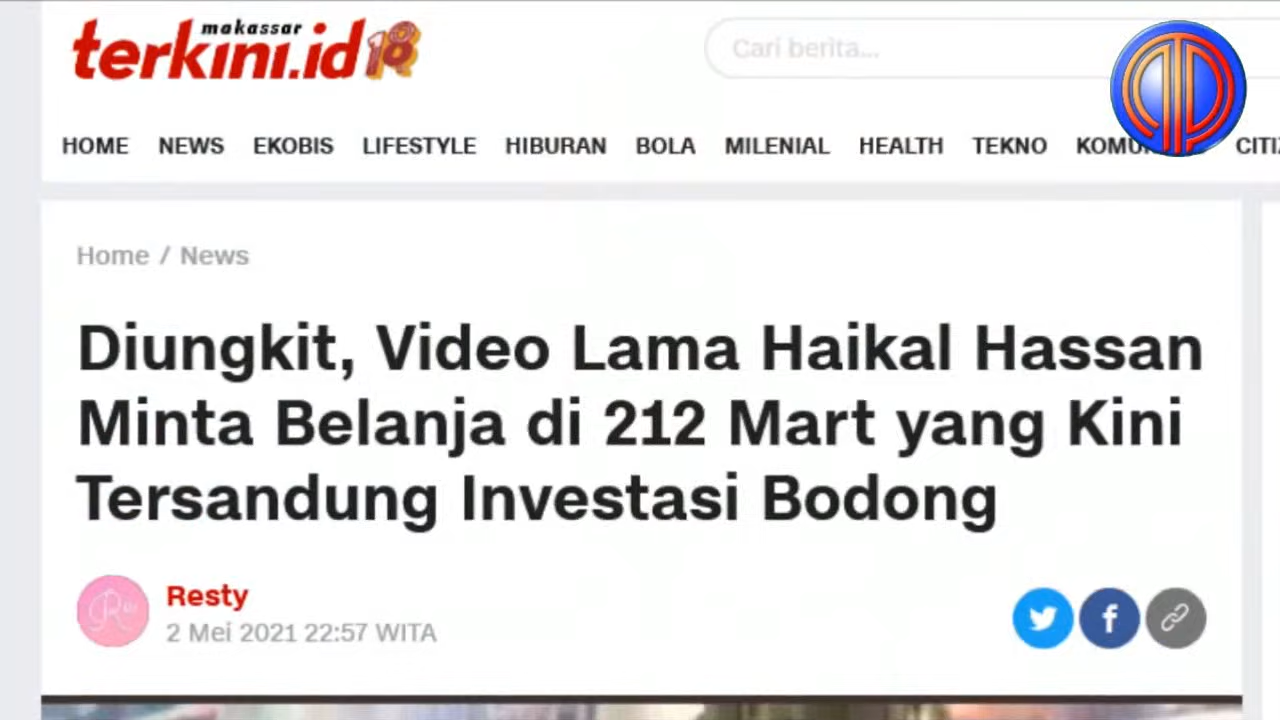 makassar
terkini.id
Cari berita...
HOME NEWS EKOBIS LIFESTYLE HIBURAN BOLA MILENIAL HEALTH TEKNO
Home / News
Diungkit, Video Lama Haikal Hassan
Minta Belanja di 212 Mart yang Kini
Tersandung Investasi Bodong
Resty
2 Mei 2021 22:57 WITA